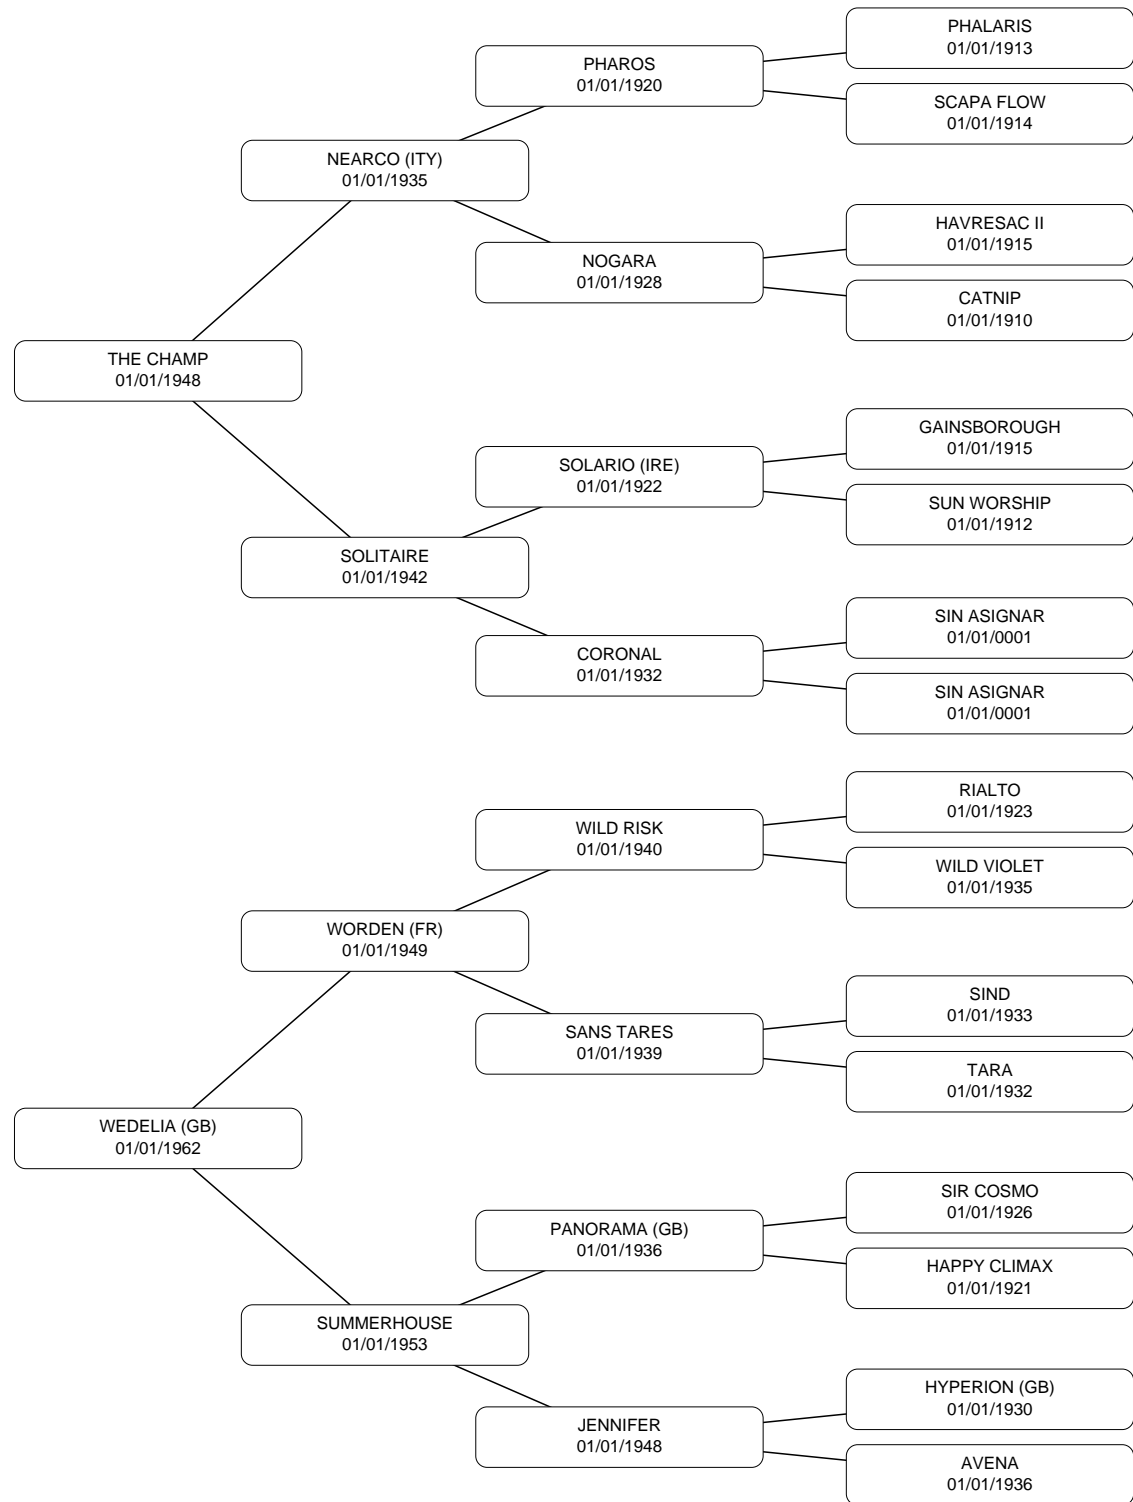 PHALARIS
01/01/1913
PHAROS
01/01/1920
SCAPA FLOW
01/01/1914
NEARCO (ITY)
01/01/1935
HAVRESAC II
01/01/1915
NOGARA
01/01/1928
CATNIP
01/01/1910
THE CHAMP
01/01/1948
GAINSBOROUGH
01/01/1915
SOLARIO (IRE)
01/01/1922
SUN WORSHIP
01/01/1912
SOLITAIRE
01/01/1942
SIN ASIGNAR
01/01/0001
CORONAL
01/01/1932
SIN ASIGNAR
01/01/0001
RIALTO
01/01/1923
WILD RISK
01/01/1940
WILD VIOLET
01/01/1935
WORDEN (FR)
01/01/1949
SIND
01/01/1933
SANS TARES
01/01/1939
TARA
01/01/1932
WEDELIA (GB)
01/01/1962
SIR COSMO
01/01/1926
PANORAMA (GB)
01/01/1936
HAPPY CLIMAX
01/01/1921
SUMMERHOUSE
01/01/1953
HYPERION (GB)
01/01/1930
JENNIFER
01/01/1948
AVENA
01/01/1936